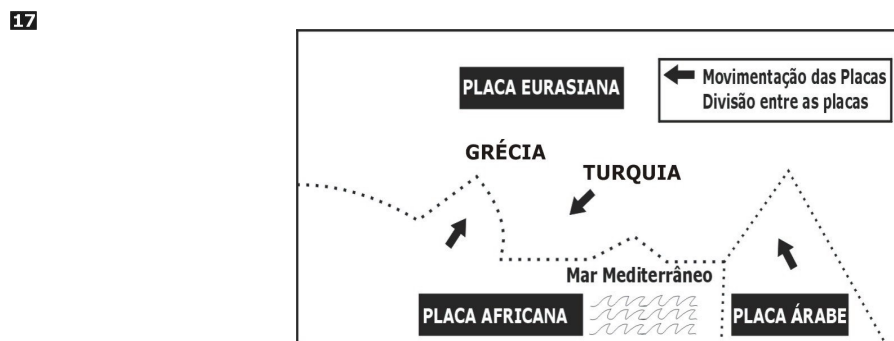 17
PLACA EURASIANA
Movimentação das Placas
Divisão entre as placas
GRÉCIA
TURQUIA
Mar Mediterrâneo
PLACA AFRICANA
PLACA ÁRABE